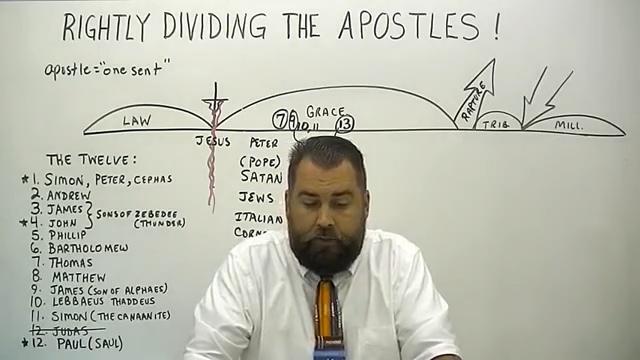 RIGHTLY DIVIDING THE APOSTLES!
apostle="one sent"
LAW
JESUS
GRACE
7 9 10, 11 13
RAPTURE
TRIB
MILL.
PETER
(POPE)
SATAN
JEWS
ITALIAN
THE TWELVE:
*1. SIMON, PETER, CEPHAS
2. ANDREW
3. JAMES
*4. JOHN
SONS OF ZEBEDEE
(THUNDER)
5. PHILLIP
6. BARTHOLOMEW
7. THOMAS
8. MATTHEW
9. JAMES (SON OF ALPHAES)
10. LEBBAEUS THADDEUS
11. SIMON (THE CANAANITE)
12. JUDAS
*12. PAUL (SAUL)